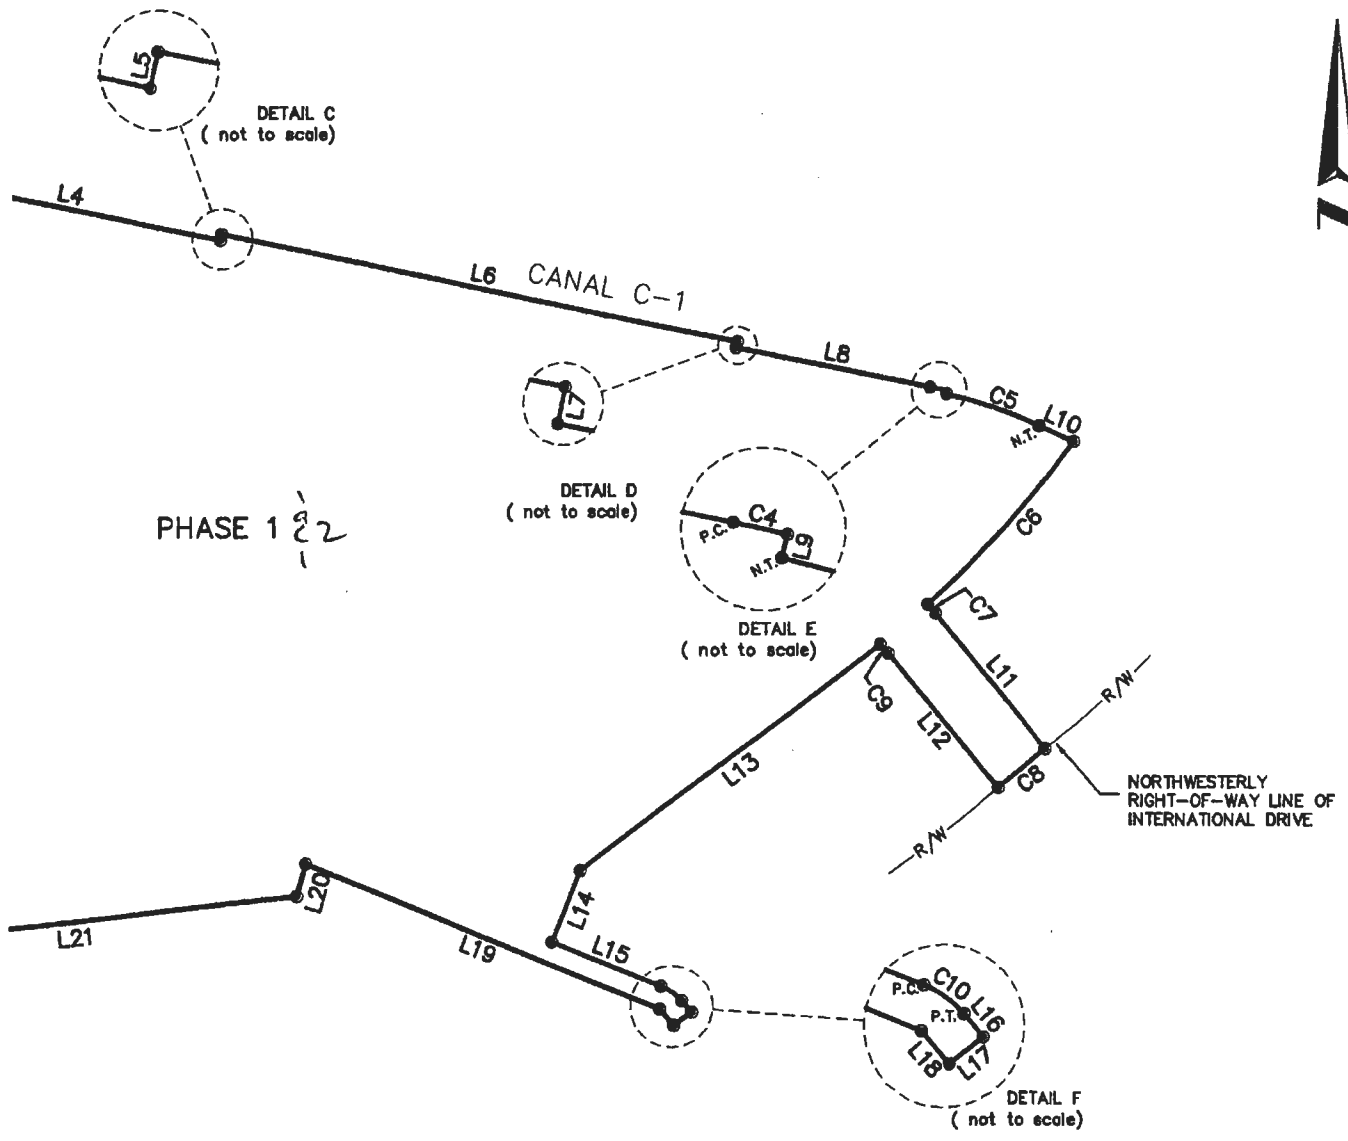 L5
DETAIL C
( not to scale)
L4
L6
CANAL C-1
L8
C5
L10
N.T.
L7
DETAIL D
( not to scale)
C4
P.C.
L9
N.T.
DETAIL E
( not to scale)
PHASE 1 & 2
C6
C7
L11
R/W
C9
L12
L13
C8
NORTHWESTERLY
RIGHT-OF-WAY LINE OF
INTERNATIONAL DRIVE
R/W
L20
L14
L21
L19
L15
C10
P.C.
L16
P.T.
L18
L17
DETAIL F
( not to scale)